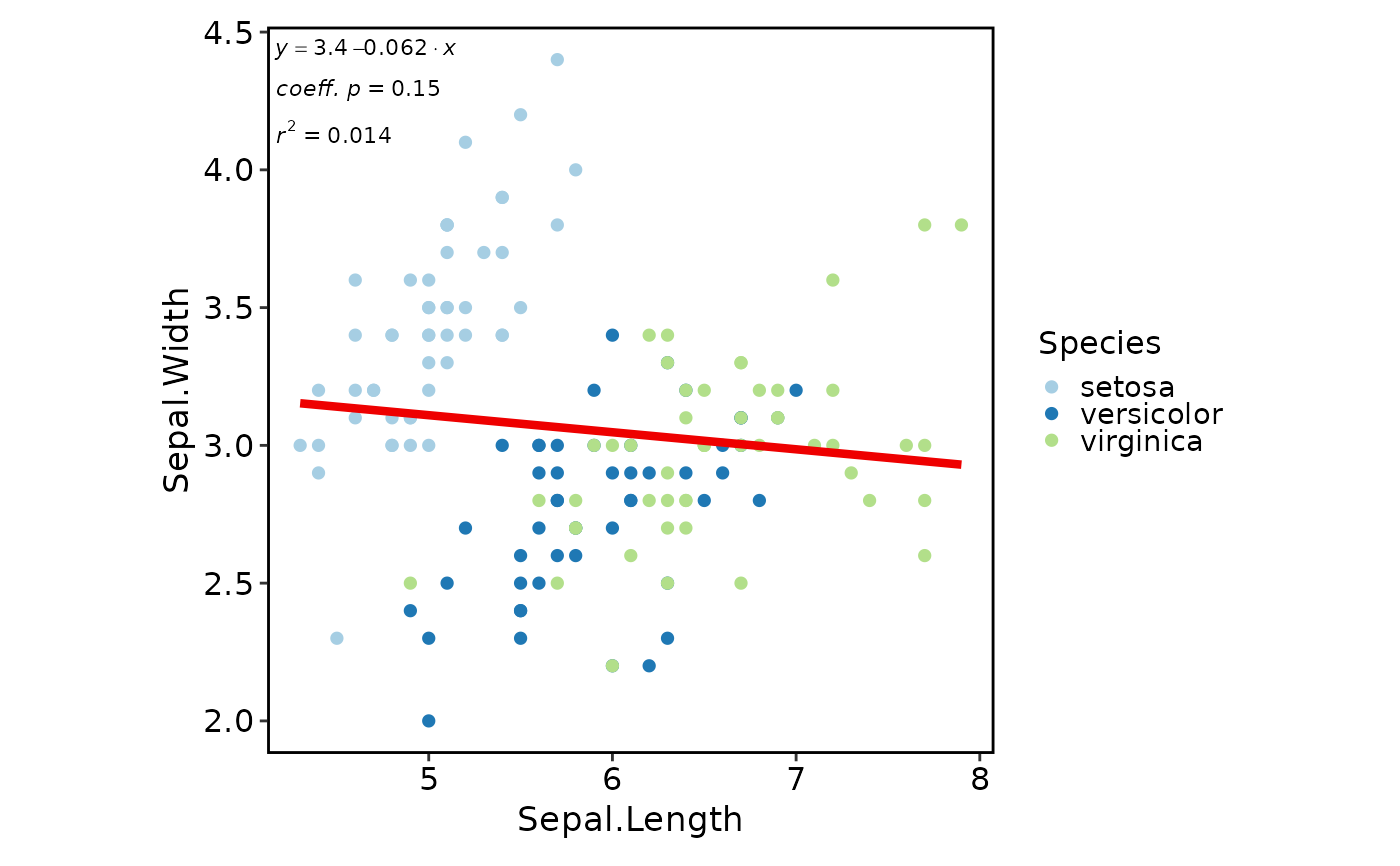 4.5
y = 3.4 –0.062 · x
coeff. p = 0.15
r² = 0.014
4.0
3.5
3.0
2.5
2.0
Sepal.Width
5 6 7 8
Sepal.Length
Species
setosa
versicolor
virginica